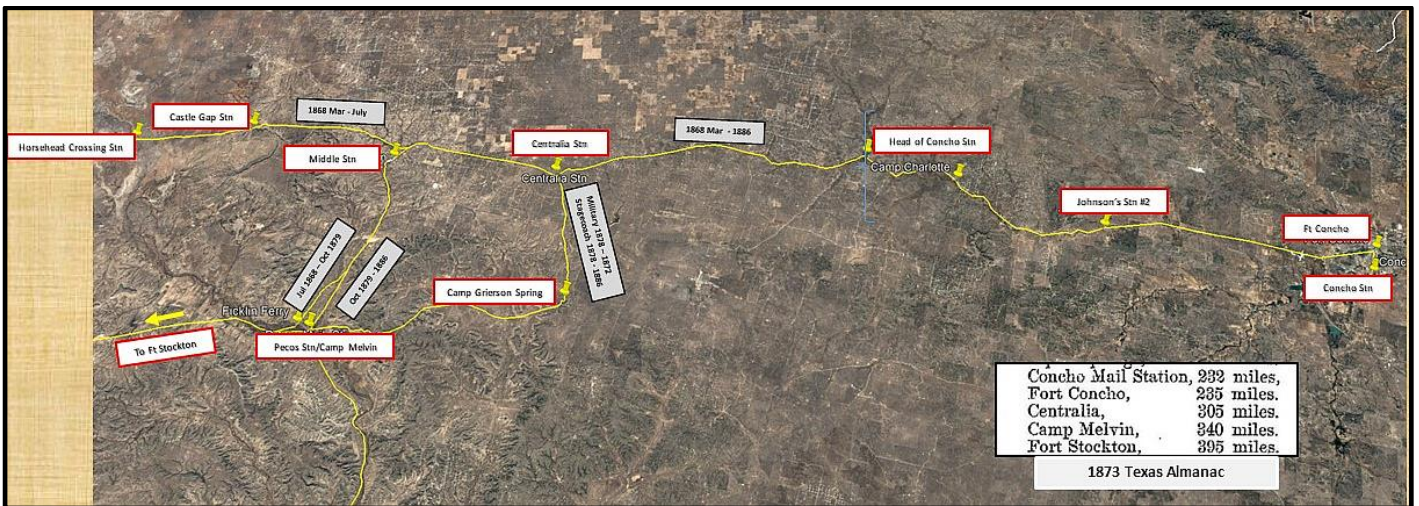 Castle Gap Stn
1868 Mar - July
Horsehead Crossing Stn
Middle Stn
Centralia Stn
Centralia Stn
1868 Mar - 1886
Head of Concho Stn
Camp Charlotte
Johnson's Stn #2
Ft Concho
Conc
Concho Stn
Military 1878 – 1872
Stagecoach 1878 - 1886
Jul 1868 – Oct 1879
Oct 1879 - 1886
Camp Grierson Spring
Ficklin Ferry
To Ft Stockton
Pecos Stn/Camp Melvin
Concho Mail Station, 232 miles,
Fort Concho, 235 miles.
Centralia, 305 miles.
Camp Melvin, 340 miles.
Fort Stockton, 395 miles.
1873 Texas Almanac